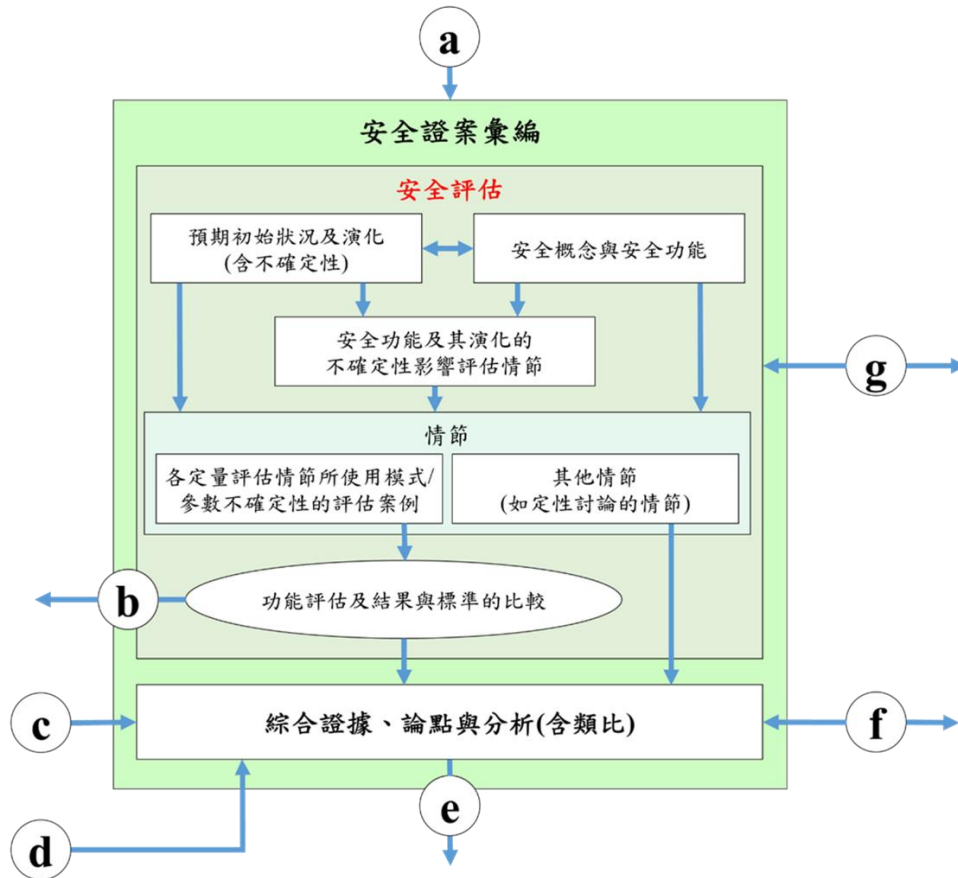 a
安全證案彙編
安全評估
預期初始狀況及演化
(含不確定性)
安全概念與安全功能
安全功能及其演化的
不確定性影響評估情節
g
情節
各定量評估情節所使用模式/
參數不確定性的評估案例
其他情節
(如定性討論的情節)
b
功能評估及結果與標準的比較
c
綜合證據、論點與分析(含類比)
f
e
d